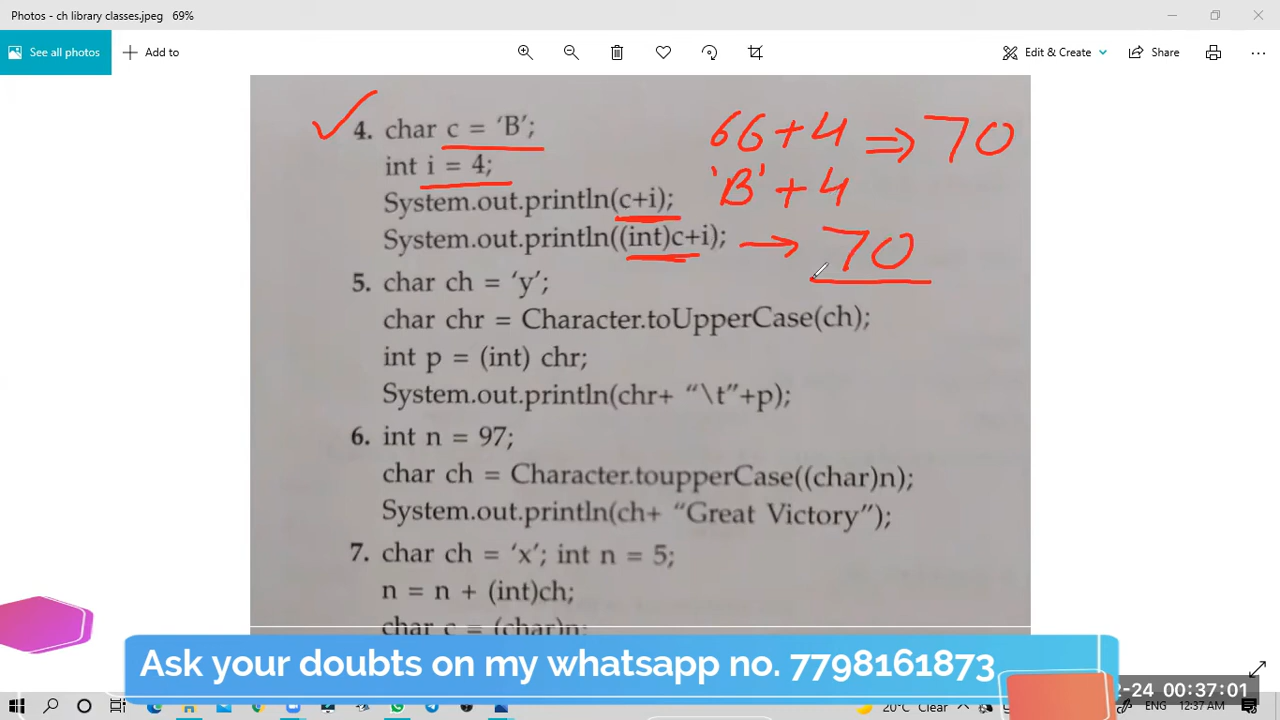 Photos - ch library classes.jpeg 69%
See all photos
Add to
Edit & Create
Share
4. char c = 'B';
int i = 4;
System.out.println(c+i);
System.out.println((int)c+i);
66+4 ⇒ 70
'B' + 4
→ 70
5. char ch = 'y';
char chr = Character.toUpperCase(ch);
int p = (int) chr;
System.out.println(chr+ “\t”+p);
6. int n = 97;
char ch = Character.toupperCase((char)n);
System.out.println(ch+ “Great Victory”);
7. char ch = 'x'; int n = 5;
n = n + (int)ch;
char c = (char)n;
Ask your doubts on my whatsapp no. 7798161873
-24 00:37:01
20°C Clear
ENG
12:37 AM